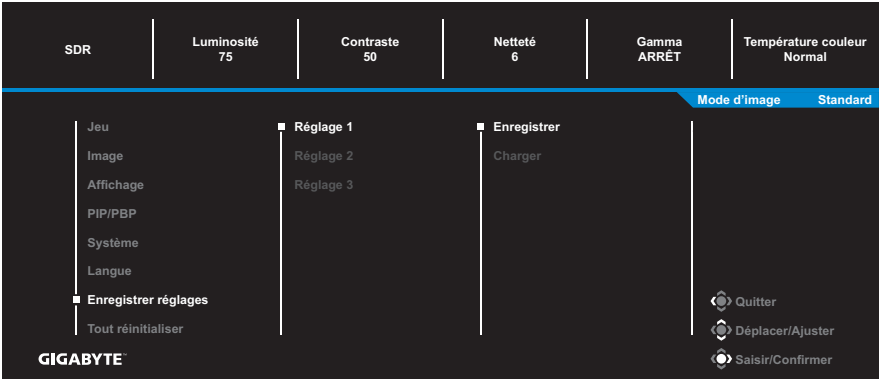 SDR
Luminosité
75
Contraste
50
Netteté
6
Gamma
ARRÊT
Température couleur
Normal
Mode d'image Standard
Jeu
Image
Affichage
PIP/PBP
Système
Langue
Enregistrer réglages
Tout réinitialiser
Réglage 1
Réglage 2
Réglage 3
Enregistrer
Charger
Quitter
Déplacer/Ajuster
Saisir/Confirmer
GIGABYTE™